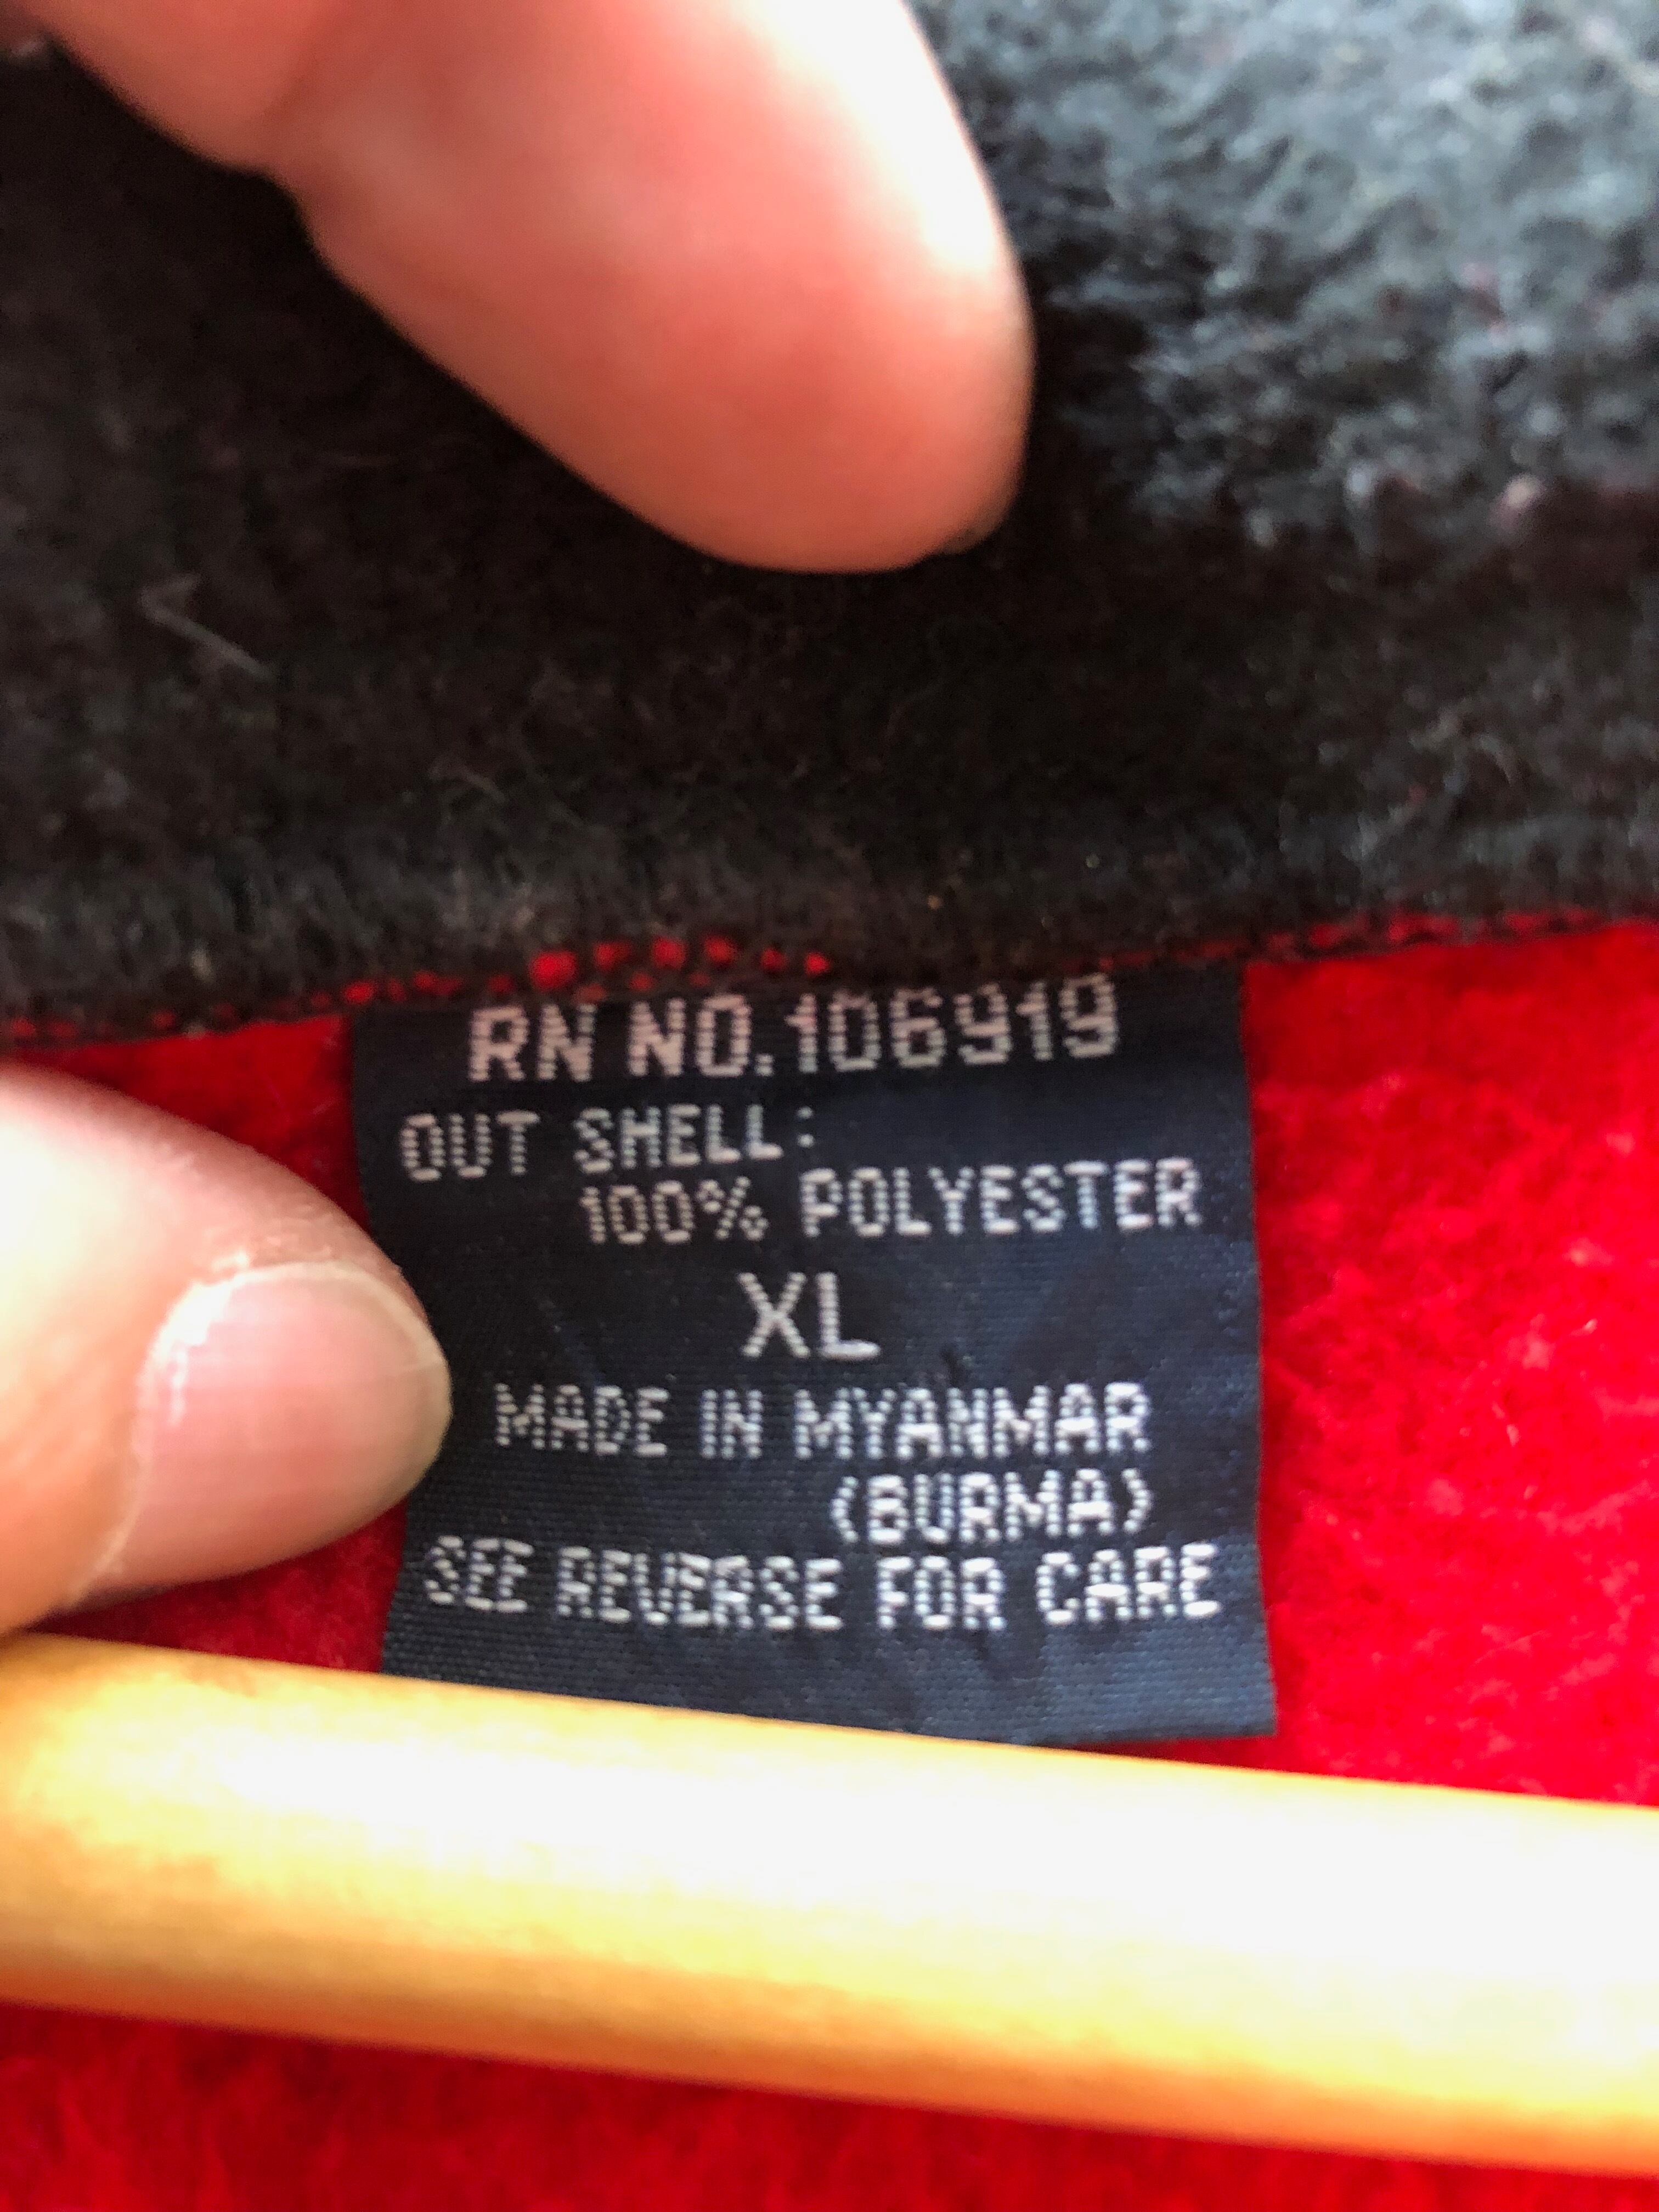 RN NO.106919
OUT SHELL:
100% POLYESTER
XL
MADE IN MYANMAR
(BURMA)
SEE REVERSE FOR CARE